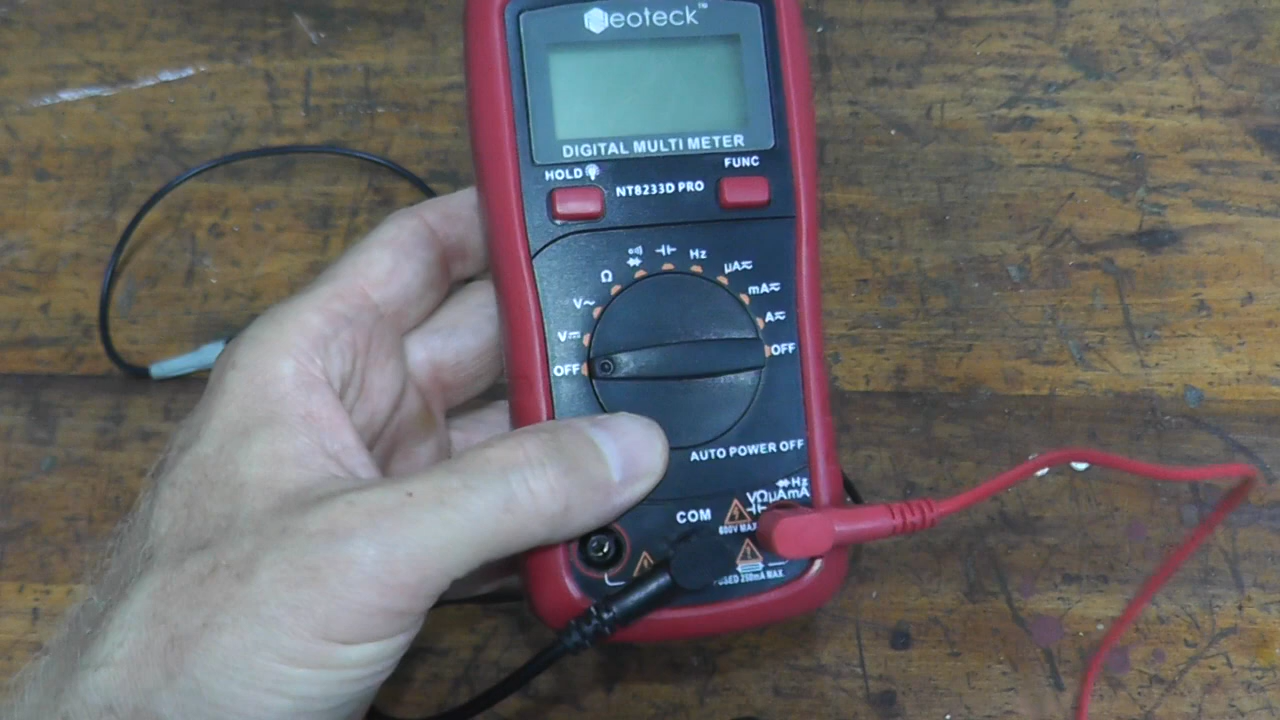 Neoteck™
DIGITAL MULTI METER
HOLD
FUNC
NT8233D PRO
Hz
Ω
µA
V~
mA
V
A
OFF
OFF
AUTO POWER OFF
Hz
VΩµAmA
COM
600V MAX
FUSED 250mA MAX.